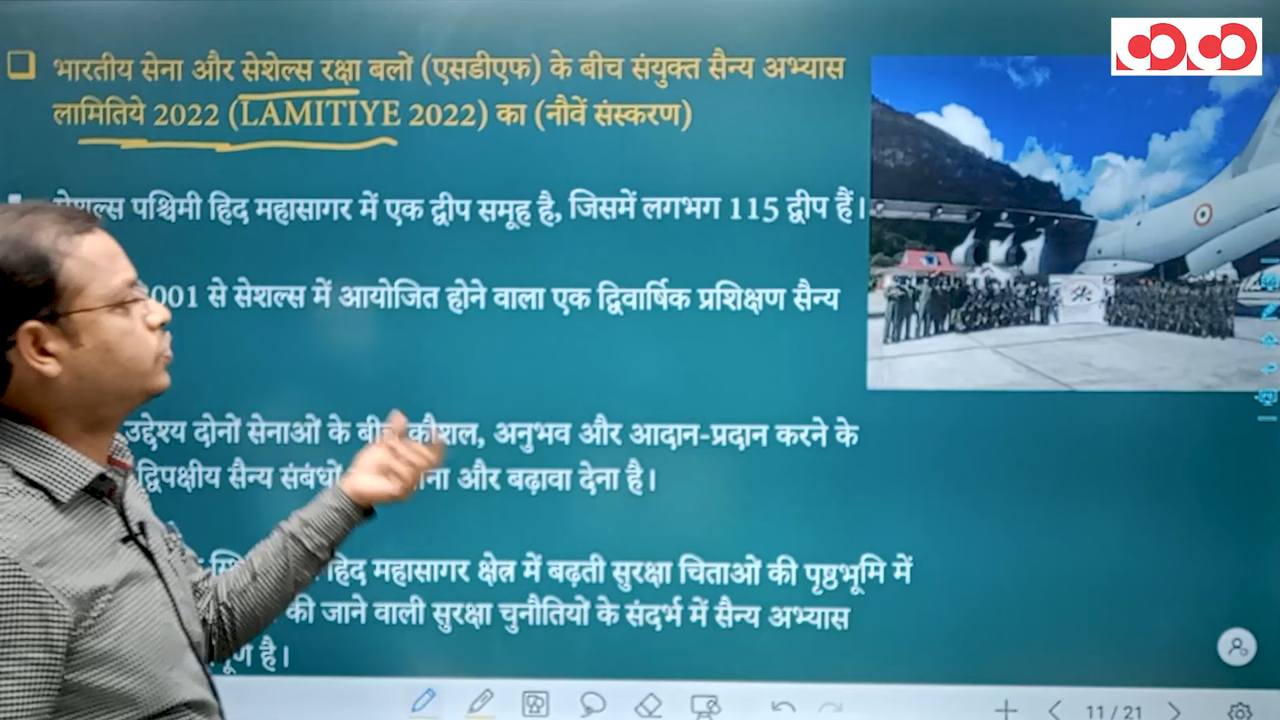 भारतीय सेना और सेशेल्स रक्षा बलों (एसडीएफ) के बीच संयुक्त सैन्य अभ्यास
लामितिये 2022 (LAMITIYE 2022) का (नौवें संस्करण)
पश्चिमी हिंद महासागर में एक द्वीप समूह है, जिसमें लगभग 115 द्वीप हैं।
001 से सेशल्स में आयोजित होने वाला एक द्विवार्षिक प्रशिक्षण सैन्य
उद्देश्य दोनों सेनाओं के बीच कौशल, अनुभव और आदान-प्रदान करने के
द्विपक्षीय सैन्य संबंधों और बढ़ावा देना है।
हिंद महासागर क्षेत्र में बढ़ती सुरक्षा चिंताओं की पृष्ठभूमि में
की जाने वाली सुरक्षा चुनौतियों के संदर्भ में सैन्य अभ्यास
है।
11 / 21